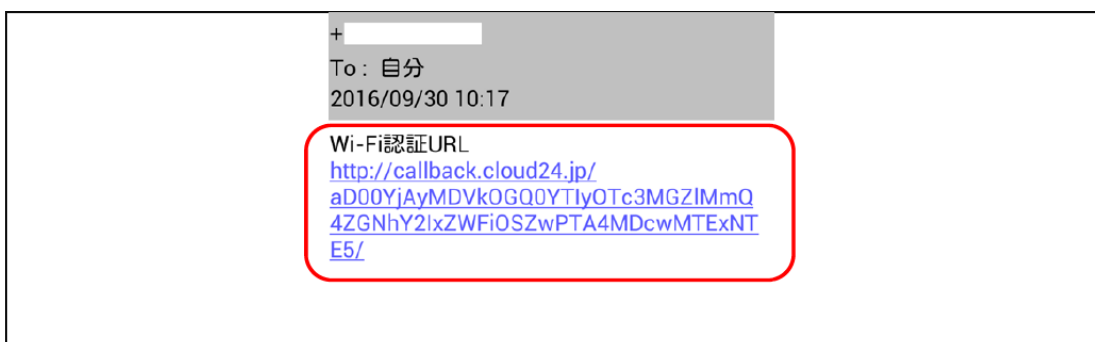 +
To : 自分
2016/09/30 10:17
Wi-Fi認証URL
http://callback.cloud24.jp/
aD00YjAyMDVkOGQ0YTIyOTc3MGZlMmQ
4ZGNhY2IxZWFiOSZwPTA4MDcwMTExNT
E5/